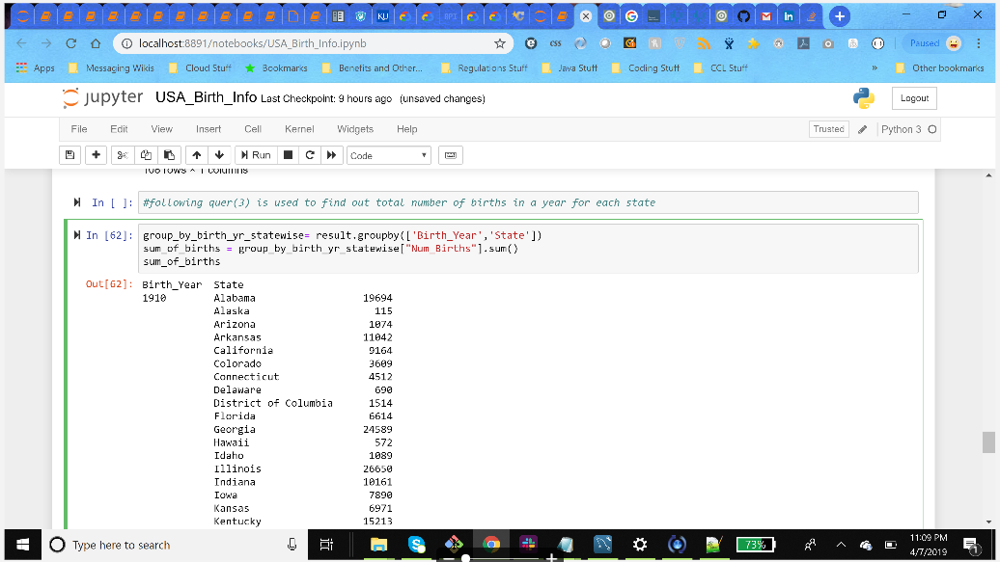 KU
API
in
localhost:8891/notebooks/USA_Birth_Info.ipynb
css
Paused
Apps
Messaging Wikis
Cloud Stuff
Bookmarks
Benefits and Other...
Regulations Stuff
Java Stuff
Coding Stuff
CCL Stuff
»
Other bookmarks
jupyter USA_Birth_Info Last Checkpoint: 9 hours ago (unsaved changes)
Logout
File Edit View Insert Cell Kernel Widgets Help
Trusted
Python 3
Run
Code
108 rows × 1 columns
In [ ]: #following quer(3) is used to find out total number of births in a year for each state
In [62]: group_by_birth_yr_statewise= result.groupby(['Birth_Year','State'])
sum_of_births = group_by_birth_yr_statewise["Num_Births"].sum()
sum_of_births
Out[62]: Birth_Year State
1910 Alabama 19694
Alaska 115
Arizona 1074
Arkansas 11042
California 9164
Colorado 3609
Connecticut 4512
Delaware 690
District of Columbia 1514
Florida 6614
Georgia 24589
Hawaii 572
Idaho 1089
Illinois 26650
Indiana 10161
Iowa 7890
Kansas 6971
Kentucky 15213
Type here to search
73%
11:09 PM
4/7/2019
1